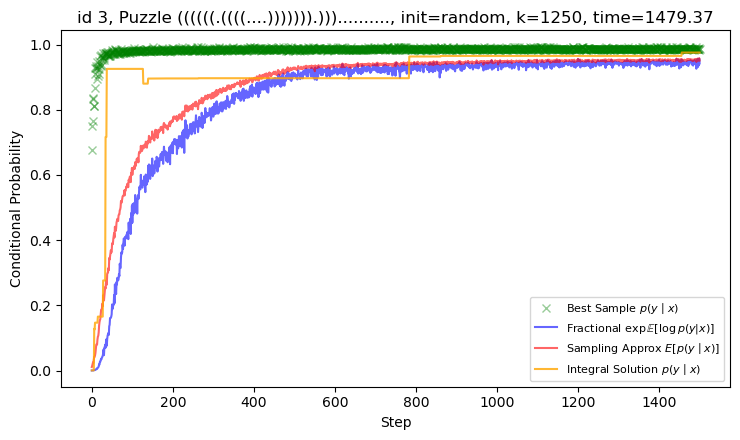 id 3, Puzzle ((((((.((((....))))))).))).........., init=random, k=1250, time=1479.37
1.0
0.8
0.6
0.4
0.2
0.0
Conditional Probability
0
200
400
600
800
1000
1200
1400
Step
Best Sample p(y | x)
Fractional exp𝔼[log p(y|x)]
Sampling Approx E[p(y | x)]
Integral Solution p(y | x)